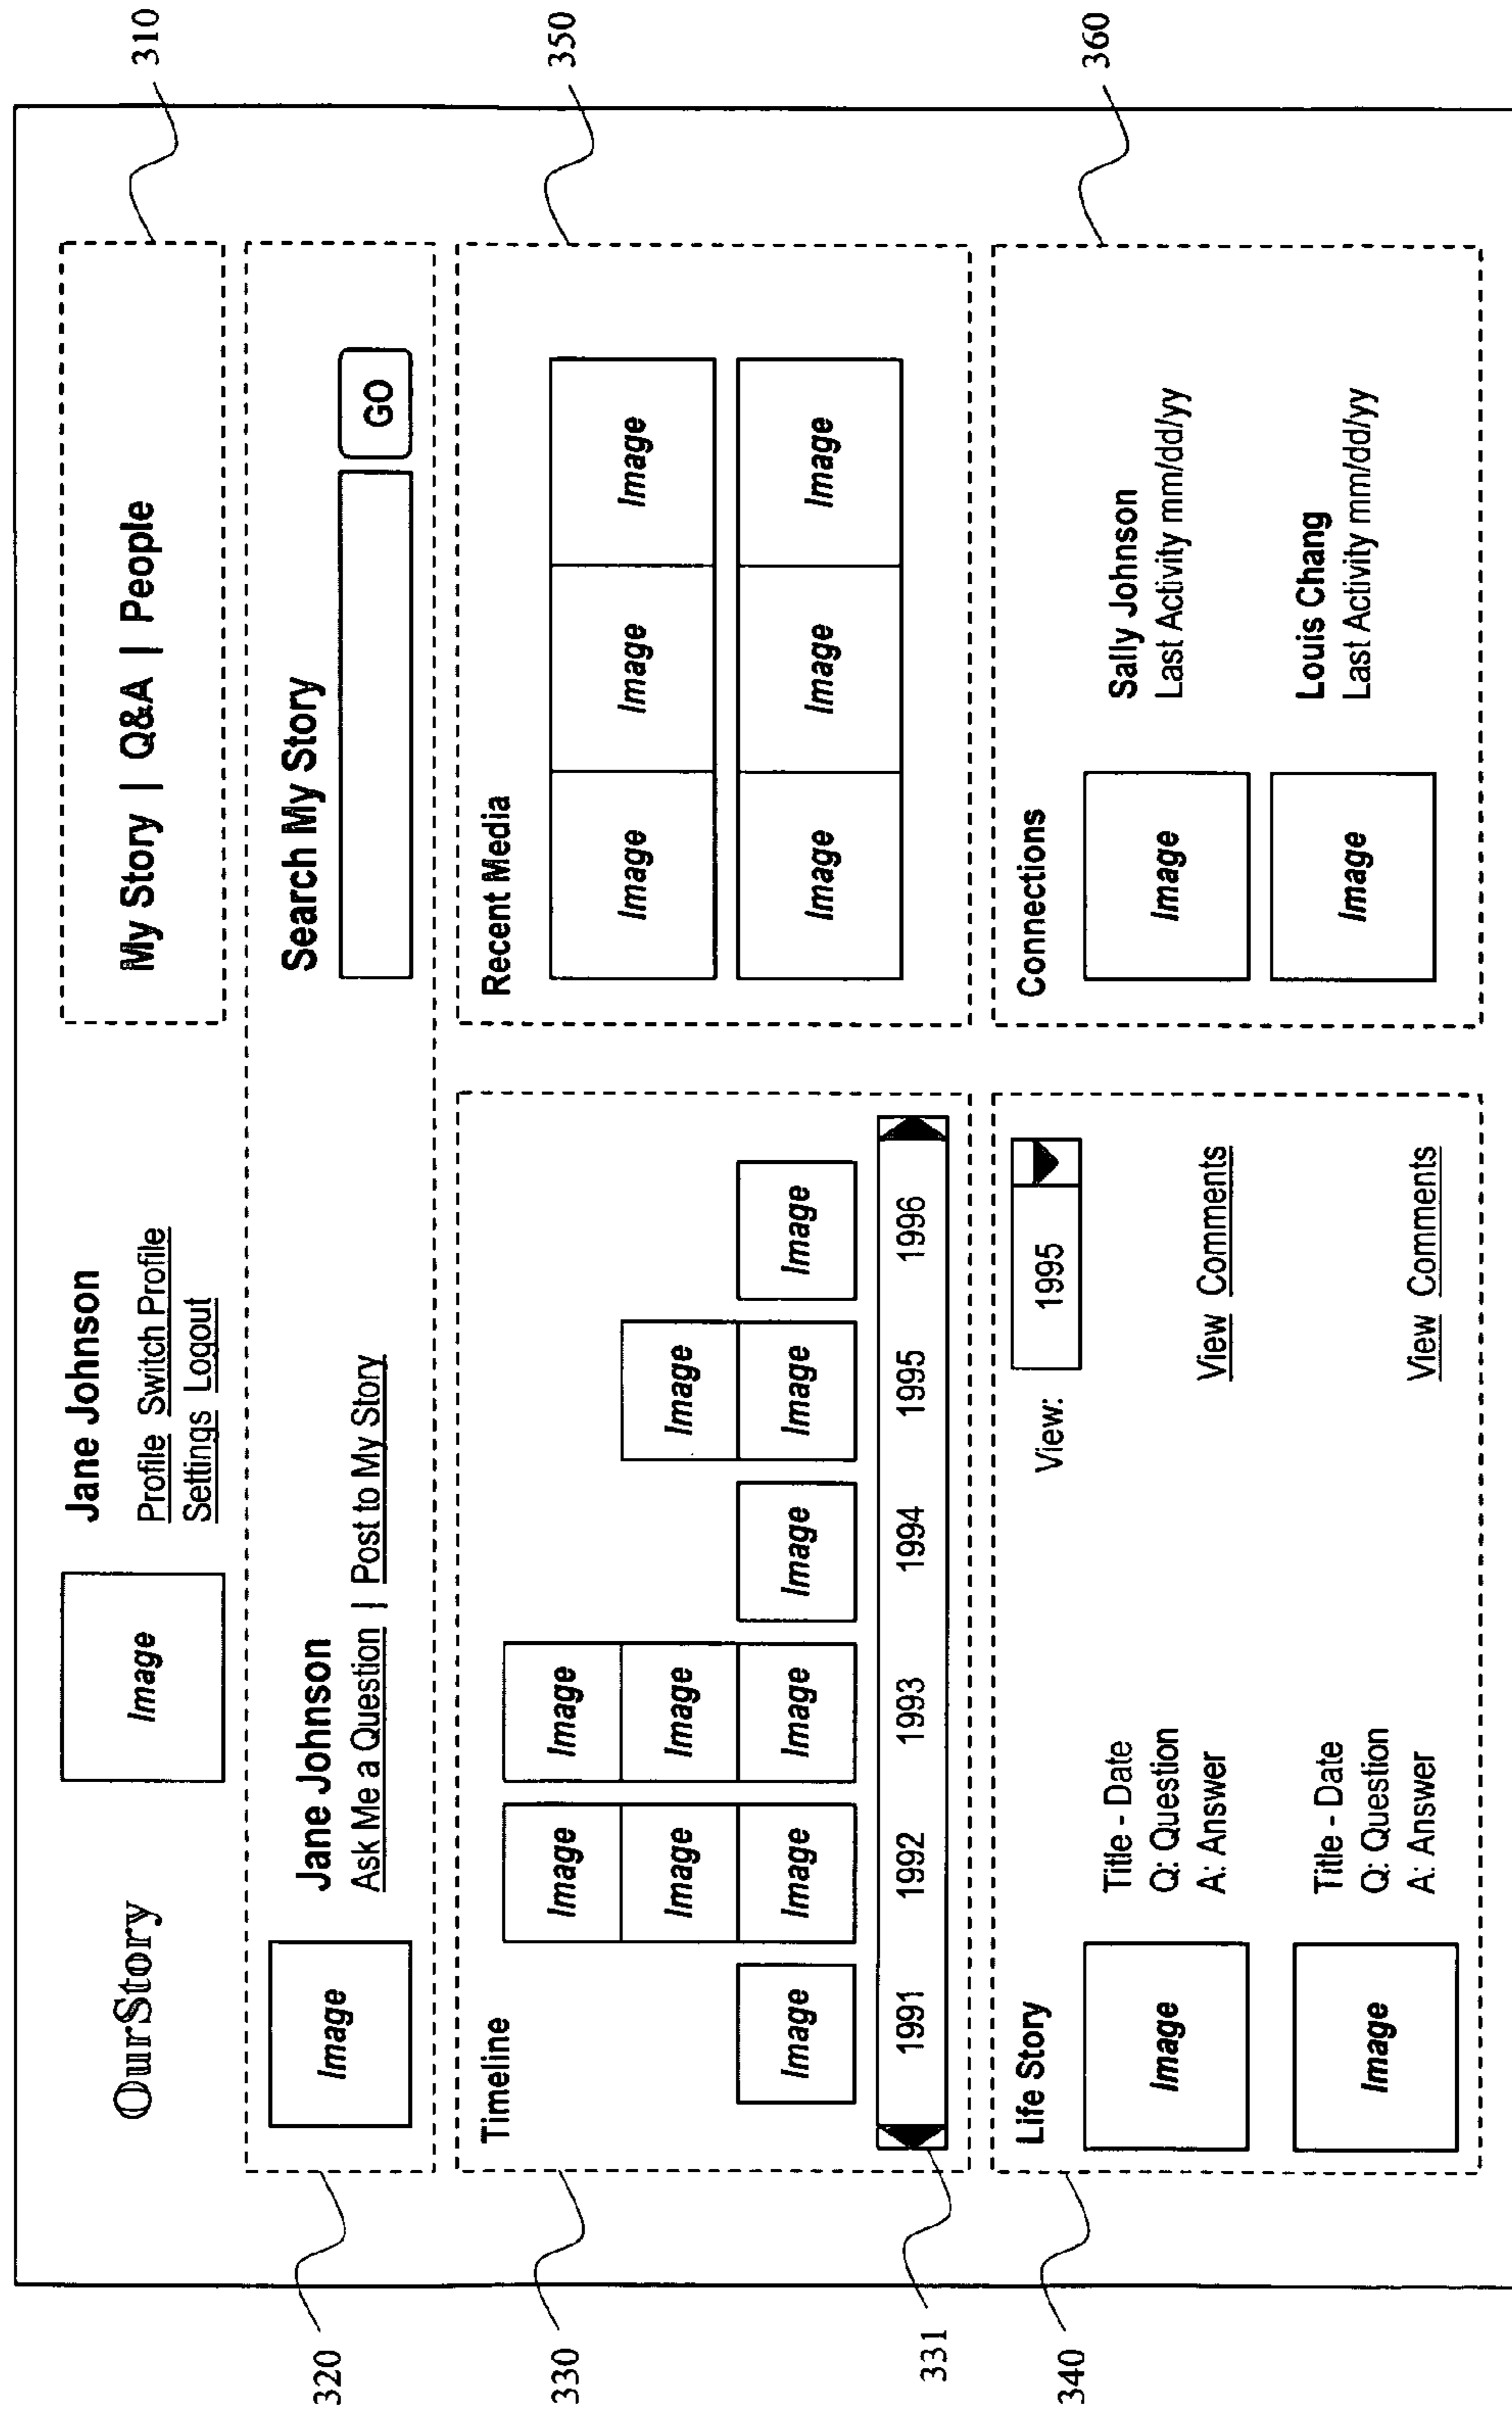 OurStory
Image
Jane Johnson
Profile Switch Profile
Settings Logout
My Story | Q&A | People
310
320
Image
Jane Johnson
Ask Me a Question | Post to My Story
Search My Story
GO
330
Timeline
Image Image
Image Image Image
Image Image Image Image Image Image
1991 1992 1993 1994 1995 1996
331
350
Recent Media
Image Image Image
Image Image Image
340
Life Story
View: 1995
Image
Title - Date
Q: Question
A: Answer
View Comments
Image
Title - Date
Q: Question
A: Answer
View Comments
360
Connections
Image
Sally Johnson
Last Activity mm/dd/yy
Image
Louis Chang
Last Activity mm/dd/yy